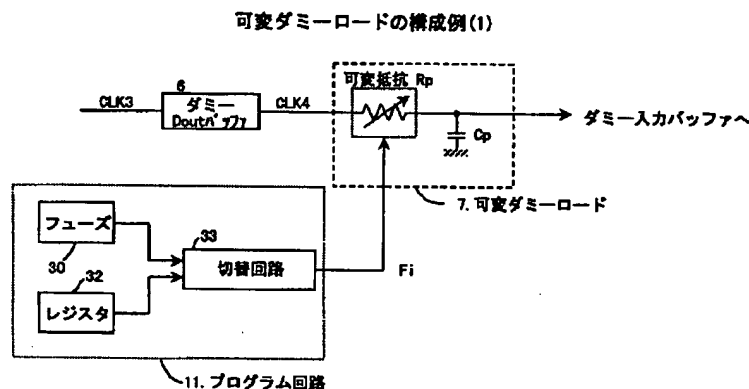 可変ダミーロードの構成例(1)
可変抵抗 Rp
6
CLK3
ダミー
Doutバッファ
CLK4
Cp
ダミー入力バッファへ
7.可変ダミーロード
フューズ
30
33
切替回路
Fi
32
レジスタ
11.プログラム回路